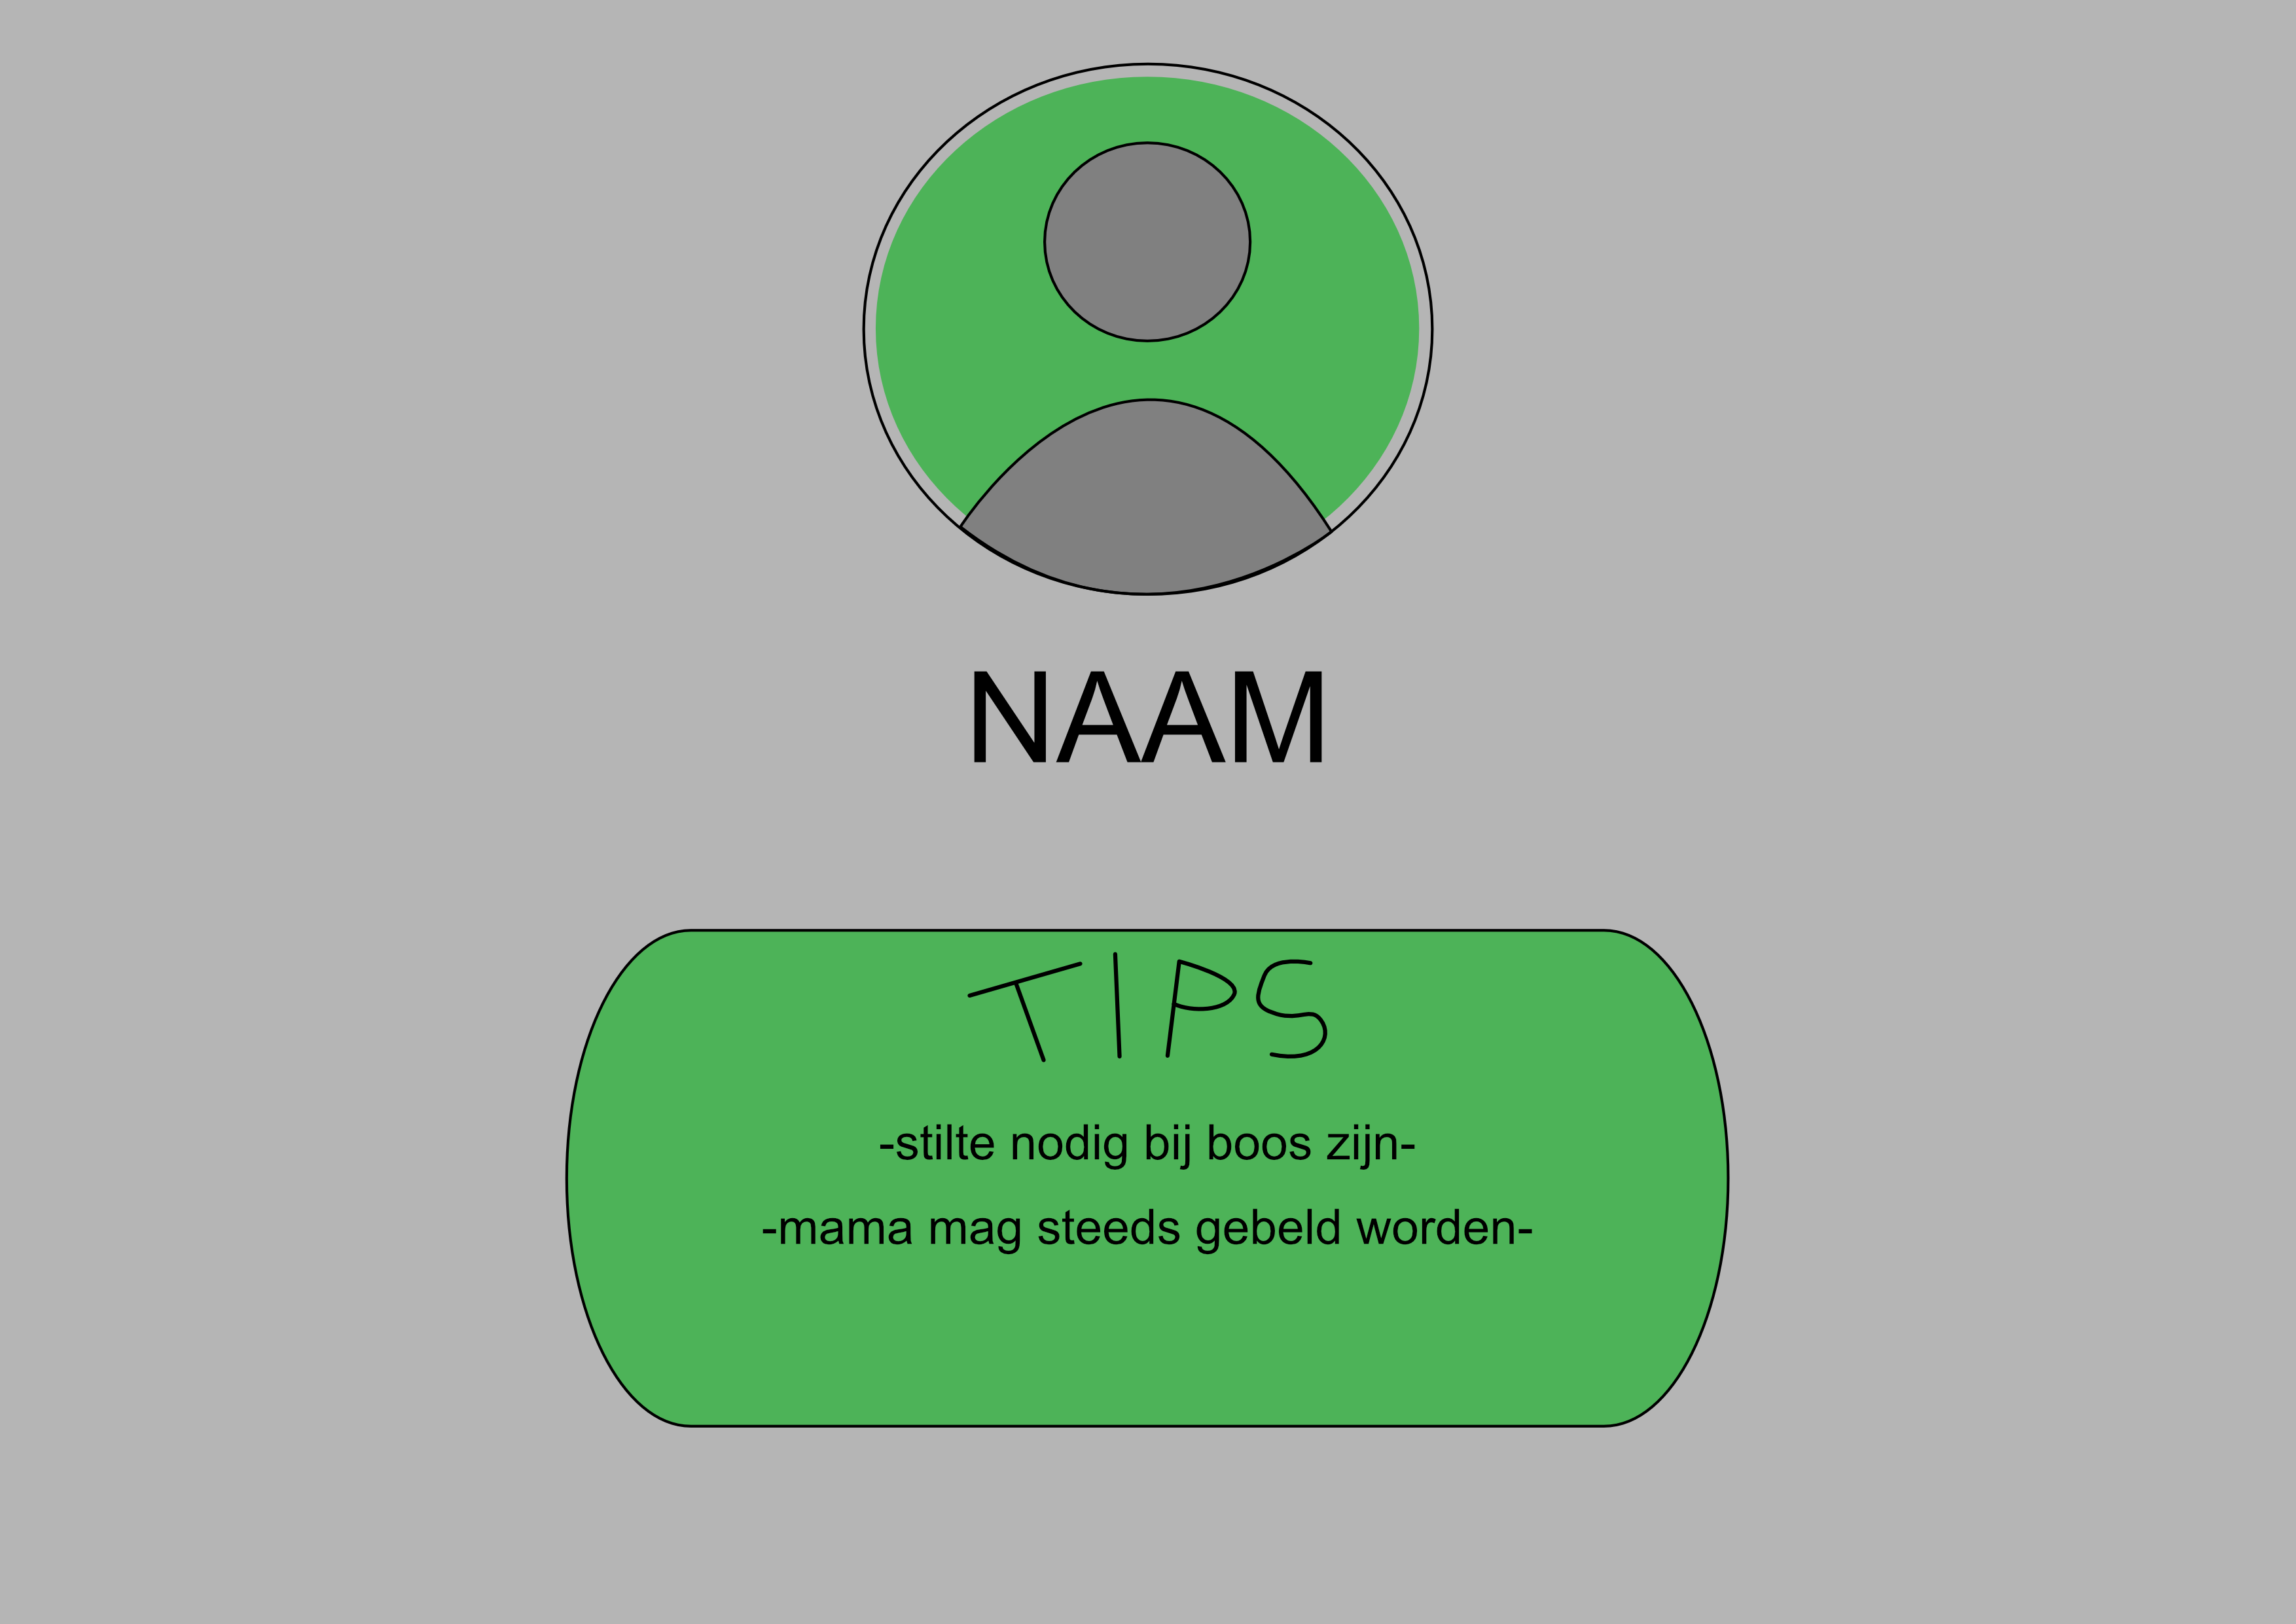 NAAM
TIPS
-stilte nodig bij boos zijn-
-mama mag steeds gebeld worden-